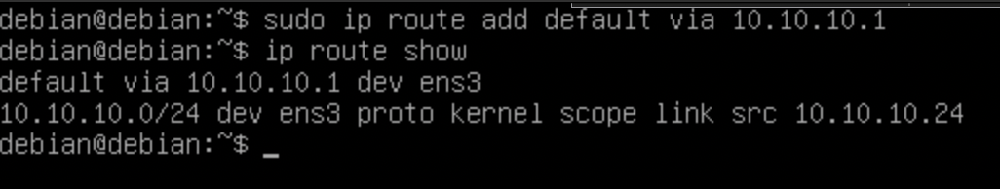 debian@debian:~$ sudo ip route add default via 10.10.10.1
debian@debian:~$ ip route show
default via 10.10.10.1 dev ens3
10.10.10.0/24 dev ens3 proto kernel scope link src 10.10.10.24
debian@debian:~$ _